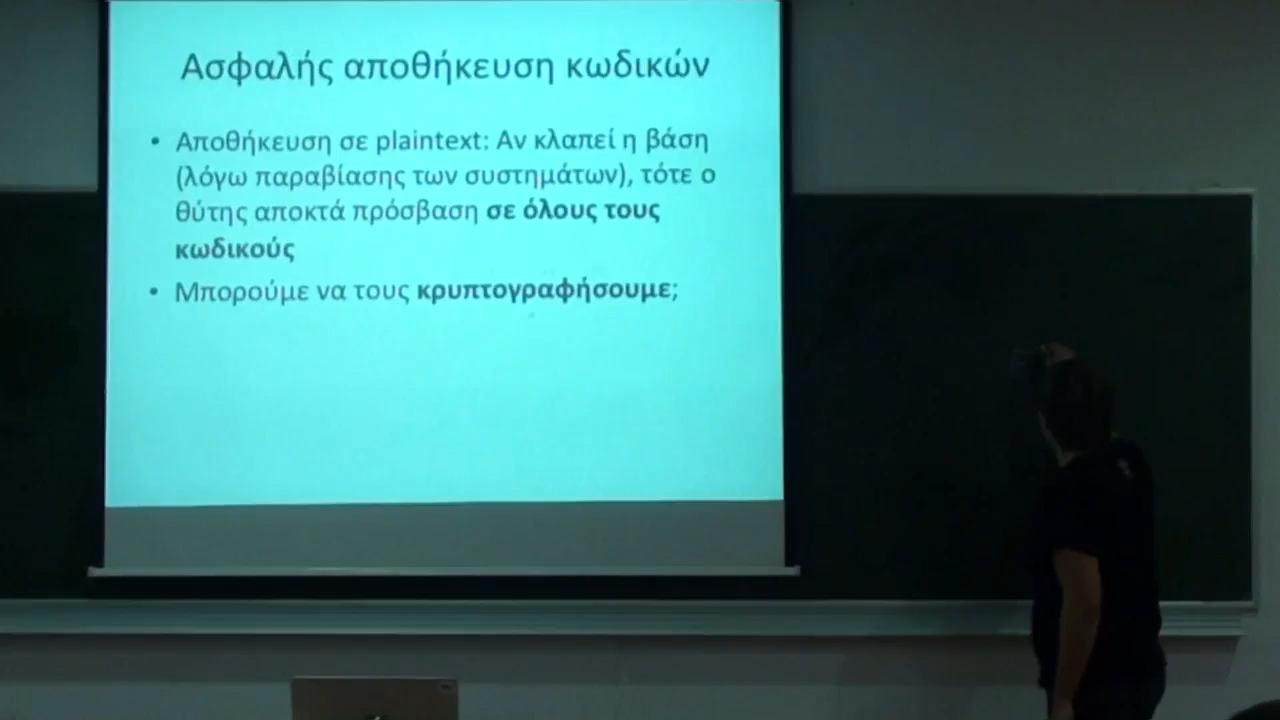 Ασφαλής αποθήκευση κωδικών
• Αποθήκευση σε plaintext: Αν κλαπεί η βάση
(λόγω παραβίασης των συστημάτων), τότε ο
θύτης αποκτά πρόσβαση σε όλους τους
κωδικούς
• Μπορούμε να τους κρυπτογραφήσουμε;